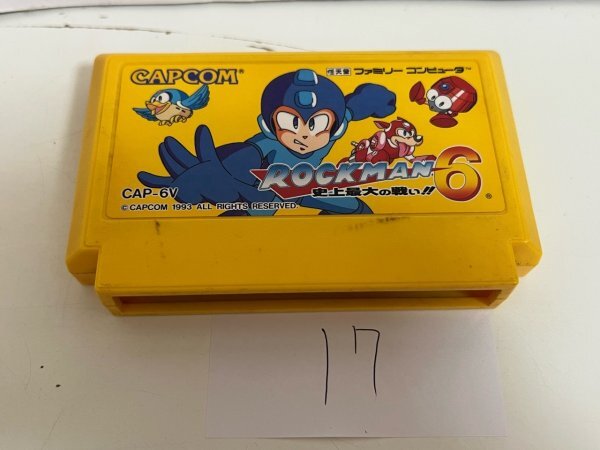 CAPCOM®
任天堂 ファミリーコンピュータ™
ROCKMAN 6
史上最大の戦い!!
®
CAP-6V
© CAPCOM 1993 ALL RIGHTS RESERVED.
17